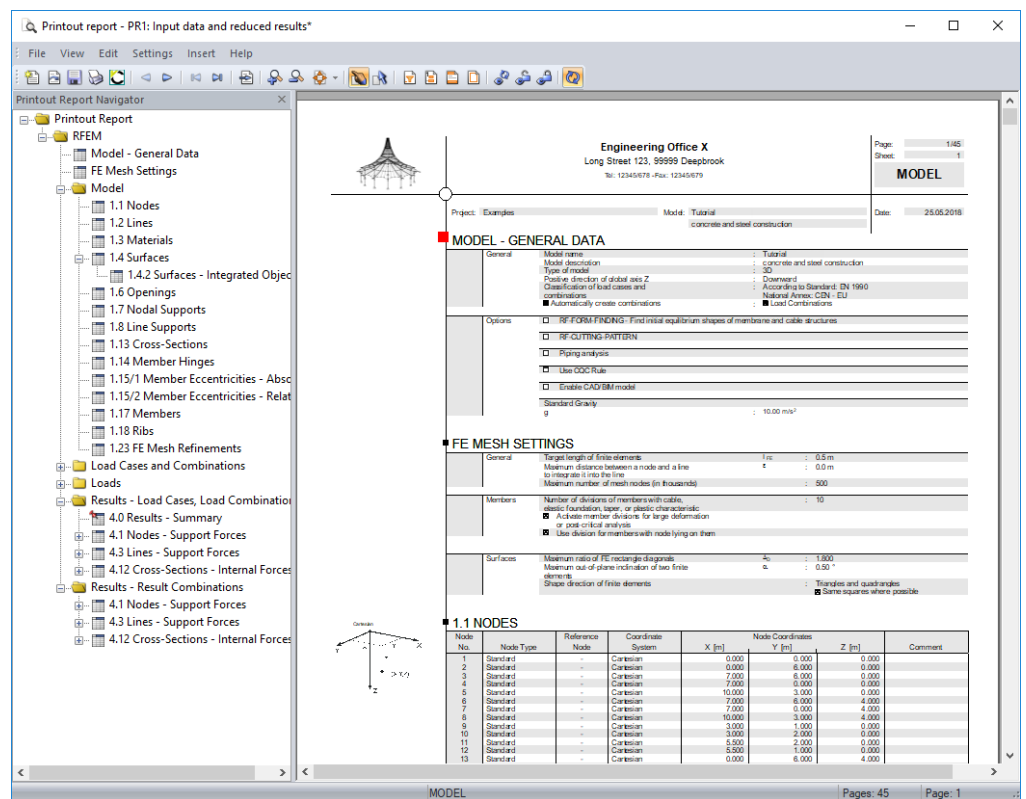 Printout report - PR1: Input data and reduced results*
File View Edit Settings Insert Help
Printout Report Navigator
Printout Report
RFEM
Model - General Data
FE Mesh Settings
Model
1.1 Nodes
1.2 Lines
1.3 Materials
1.4 Surfaces
1.4.2 Surfaces - Integrated Objec
1.6 Openings
1.7 Nodal Supports
1.8 Line Supports
1.13 Cross-Sections
1.14 Member Hinges
1.15/1 Member Eccentricities - Absc
1.15/2 Member Eccentricities - Relat
1.17 Members
1.18 Ribs
1.23 FE Mesh Refinements
Load Cases and Combinations
Loads
Results - Load Cases, Load Combination
4.0 Results - Summary
4.1 Nodes - Support Forces
4.3 Lines - Support Forces
4.12 Cross-Sections - Internal Forces
Results - Result Combinations
4.1 Nodes - Support Forces
4.3 Lines - Support Forces
4.12 Cross-Sections - Internal Forces
Engineering Office X
Long Street 123, 99999 Deepbrook
Tel: 12345/678 - Fax: 12345/679
Page: 1/45
Sheet: 1
MODEL
Project: Examples Model: Tutorial Date: 25.05.2018
concrete and steel construction
MODEL - GENERAL DATA
General Model name : Tutorial
Model description : concrete and steel construction
Type of model : 3D
Positive direction of global axis Z : Downward
Classification of load cases and : According to Standard: EN 1990
combinations National Annex: CEN - EU
Automatically create combinations : Load Combinations
Options RF-FORM-FINDING - Find initial equilibrium shapes of membrane and cable structures
RF-CUTTING-PATTERN
Piping analysis
Use CQC Rule
Enable CAD/BIM model
Standard Gravity
g : 10.00 m/s²
FE MESH SETTINGS
General Target length of finite elements l FE : 0.5 m
Maximum distance between a node and a line ε : 0.0 m
to integrate it into the line
Maximum number of mesh nodes (in thousands) : 500
Members Number of divisions of members with cable, : 10
elastic foundation, taper, or plastic characteristic
Activate member divisions for large deformation
or post-critical analysis
Use division for members with node lying on them
Surfaces Maximum ratio of FE rectangle diagonals : 1.800
Maximum out-of-plane inclination of two finite α : 0.50 °
elements
Shape direction of finite elements : Triangles and quadrangles
Same squares where possible
1.1 NODES
Cartesian
Y X
Z
Node Reference Coordinate Node Coordinates
No. Node Type Node System X [m] Y [m] Z [m] Comment
1 Standard - Cartesian 0.000 0.000 0.000
2 Standard - Cartesian 0.000 6.000 0.000
3 Standard - Cartesian 7.000 6.000 0.000
4 Standard - Cartesian 7.000 0.000 0.000
5 Standard - Cartesian 10.000 3.000 0.000
6 Standard - Cartesian 7.000 6.000 4.000
7 Standard - Cartesian 7.000 0.000 4.000
8 Standard - Cartesian 10.000 3.000 4.000
9 Standard - Cartesian 3.000 1.000 0.000
10 Standard - Cartesian 3.000 2.000 0.000
11 Standard - Cartesian 5.500 2.000 0.000
12 Standard - Cartesian 5.500 1.000 0.000
13 Standard - Cartesian 0.000 6.000 4.000
MODEL Pages: 45 Page: 1